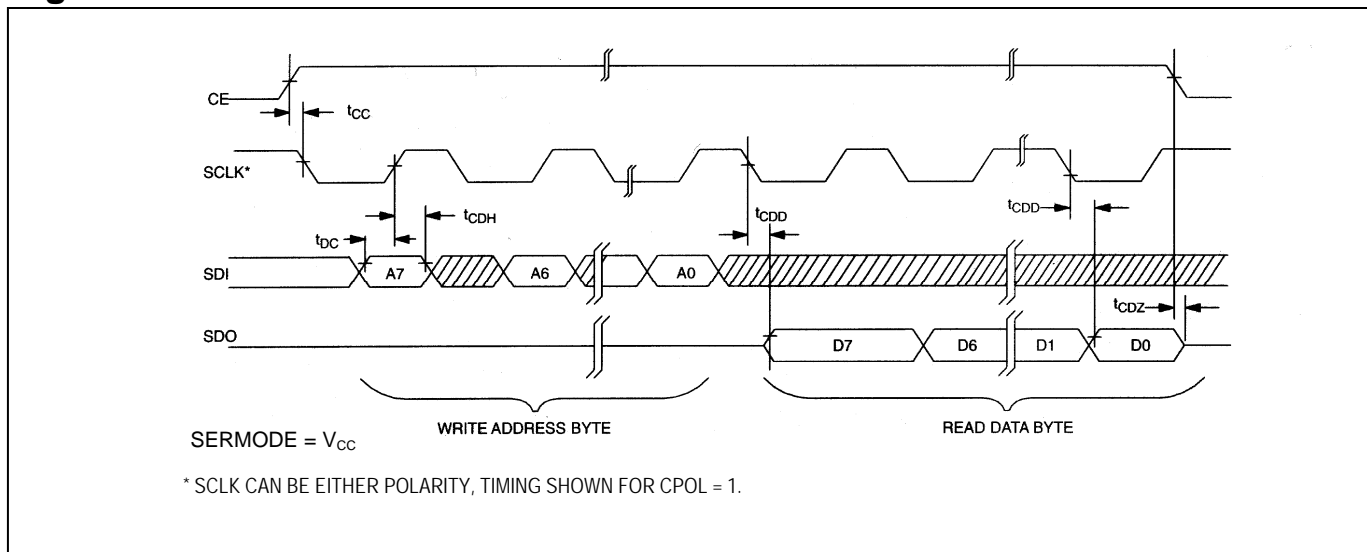 CE
tCC
SCLK*
tCDH
tCDD
tCDD
tDC
SDI
A7
A6
A0
tCDZ
SDO
D7
D6
D1
D0
WRITE ADDRESS BYTE
READ DATA BYTE
SERMODE = VCC
* SCLK CAN BE EITHER POLARITY, TIMING SHOWN FOR CPOL = 1.